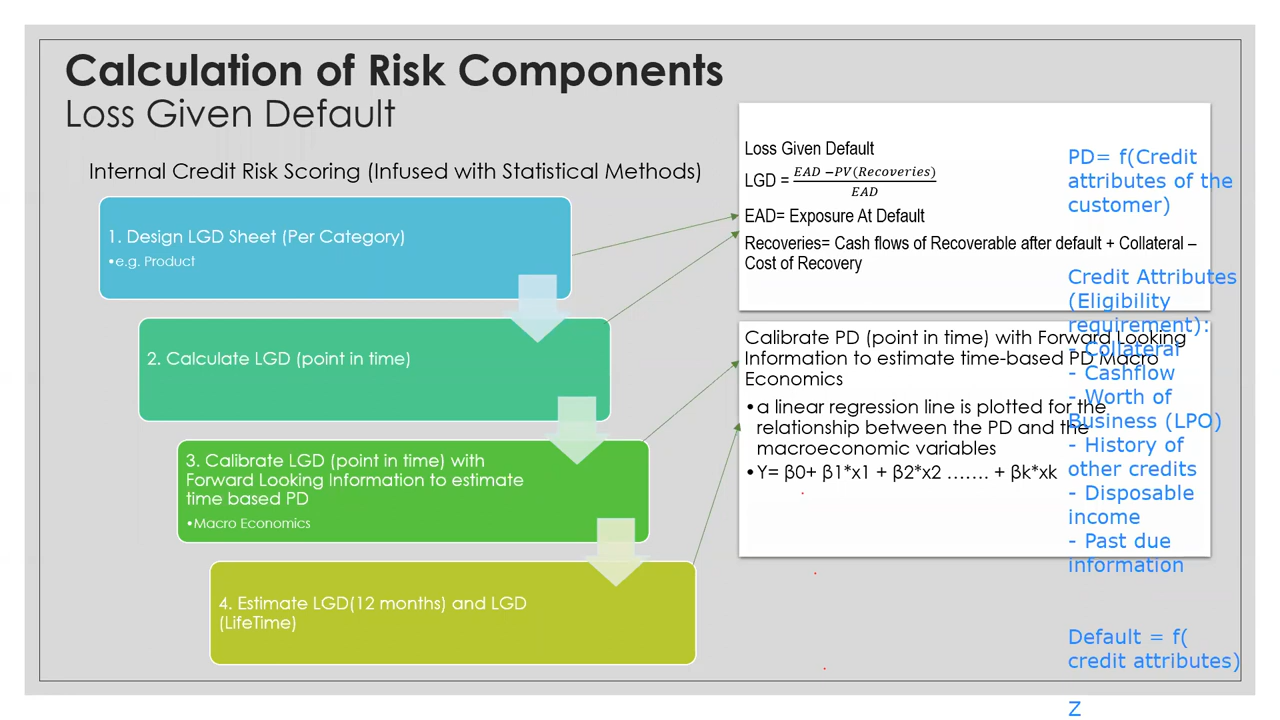 Calculation of Risk Components
Loss Given Default
Internal Credit Risk Scoring (Infused with Statistical Methods)
1. Design LGD Sheet (Per Category)
•e.g. Product
2. Calculate LGD (point in time)
3. Calibrate LGD (point in time) with
Forward Looking Information to estimate
time based PD
•Macro Economics
4. Estimate LGD(12 months) and LGD
(LifeTime)
Loss Given Default
LGD = EAD −PV(Recoveries) / EAD
EAD= Exposure At Default
Recoveries= Cash flows of Recoverable after default + Collateral –
Cost of Recovery
Calibrate PD (point in time) with Forward Looking
Information to estimate time-based PD Macro
Economics
•a linear regression line is plotted for the
relationship between the PD and the
macroeconomic variables
•Y= β0+ β1*x1 + β2*x2 ....... + βk*xk
PD= f(Credit
attributes of the
customer)
Credit Attributes
(Eligibility
requirement):
- Collateral
- Cashflow
- Worth of
Business (LPO)
- History of
other credits
- Disposable
income
- Past due
information
Default = f(
credit attributes)
Z